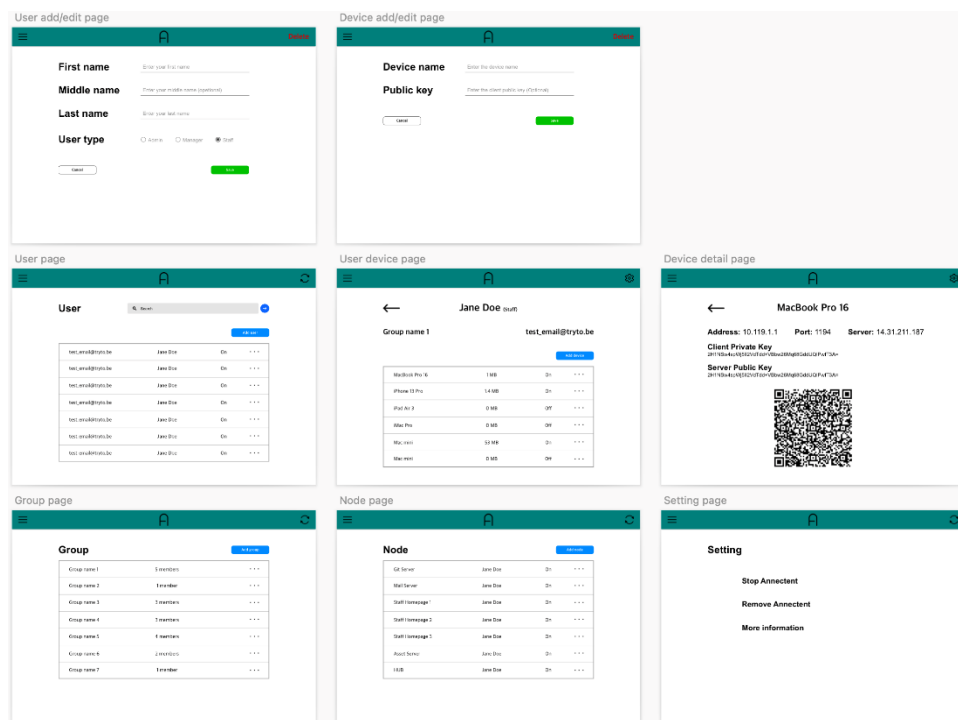 User add/edit page
Device add/edit page
Delete
Delete
First name
Enter your first name
Middle name
Enter your middle name (opational)
Last name
Enter your last name
User type
Admin
Manager
Staff
Cancel
Save
Device name
Enter the device name
Public key
Enter the client public key (Optional)
Cancel
Save
User page
User device page
Device detail page
User
Search
Add user
test_email@tryto.be Jane Doe On
test_email@tryto.be Jane Doe On
test_email@tryto.be Jane Doe On
test_email@tryto.be Jane Doe On
test_email@tryto.be Jane Doe On
test_email@tryto.be Jane Doe On
test_email@tryto.be Jane Doe On
Jane Doe (Staff)
Group name 1 test_email@tryto.be
Add device
MacBook Pro 16 1 MB On
iPhone 13 Pro 1.4 MB On
iPad Air 3 0 MB Off
iMac Pro 0 MB Off
Mac mini 53 MB On
Mac mini 0 MB Off
MacBook Pro 16
Address: 10.119.1.1 Port: 1194 Server: 14.31.211.187
Client Private Key
Server Public Key
Group page
Node page
Setting page
Group
Add group
Group name 1 5 members
Group name 2 1 member
Group name 3
Group name 4
Group name 5 4 members
Group name 6 2 members
Group name 7 1 member
Node
Add node
Git Server Jane Doe On
Mail Server Jane Doe On
Staff Homepage 1 Jane Doe On
Staff Homepage 2 Jane Doe On
Staff Homepage 3 Jane Doe On
Asset Server Jane Doe On
HUB Jane Doe On
Setting
Stop Annectent
Remove Annectent
More information